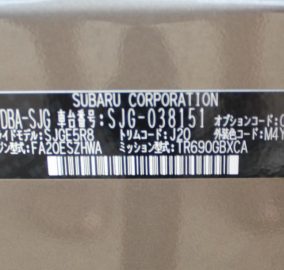 SUBARU CORPORATION
DBA-SJG 車台番号: SJG-038151 オプションコード:
イドモデル: SJGE5R8 トリムコード: J20 外装色コード: M4Y
ジン型式: FA20ESZHWA ミッション型式: TR690GBXCA